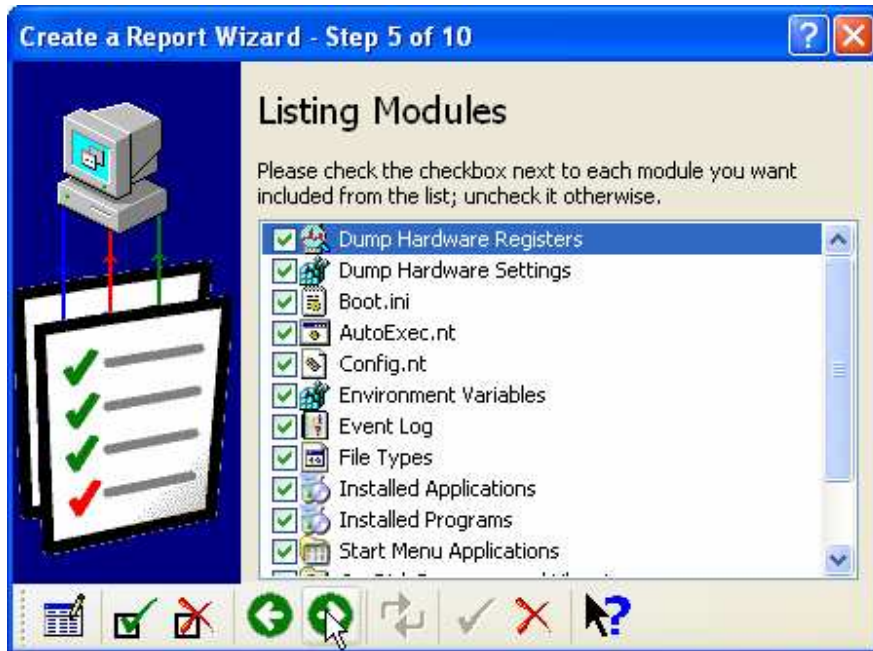 Create a Report Wizard - Step 5 of 10
Listing Modules
Please check the checkbox next to each module you want
included from the list; uncheck it otherwise.
Dump Hardware Registers
Dump Hardware Settings
Boot.ini
AutoExec.nt
Config.nt
Environment Variables
Event Log
File Types
Installed Applications
Installed Programs
Start Menu Applications